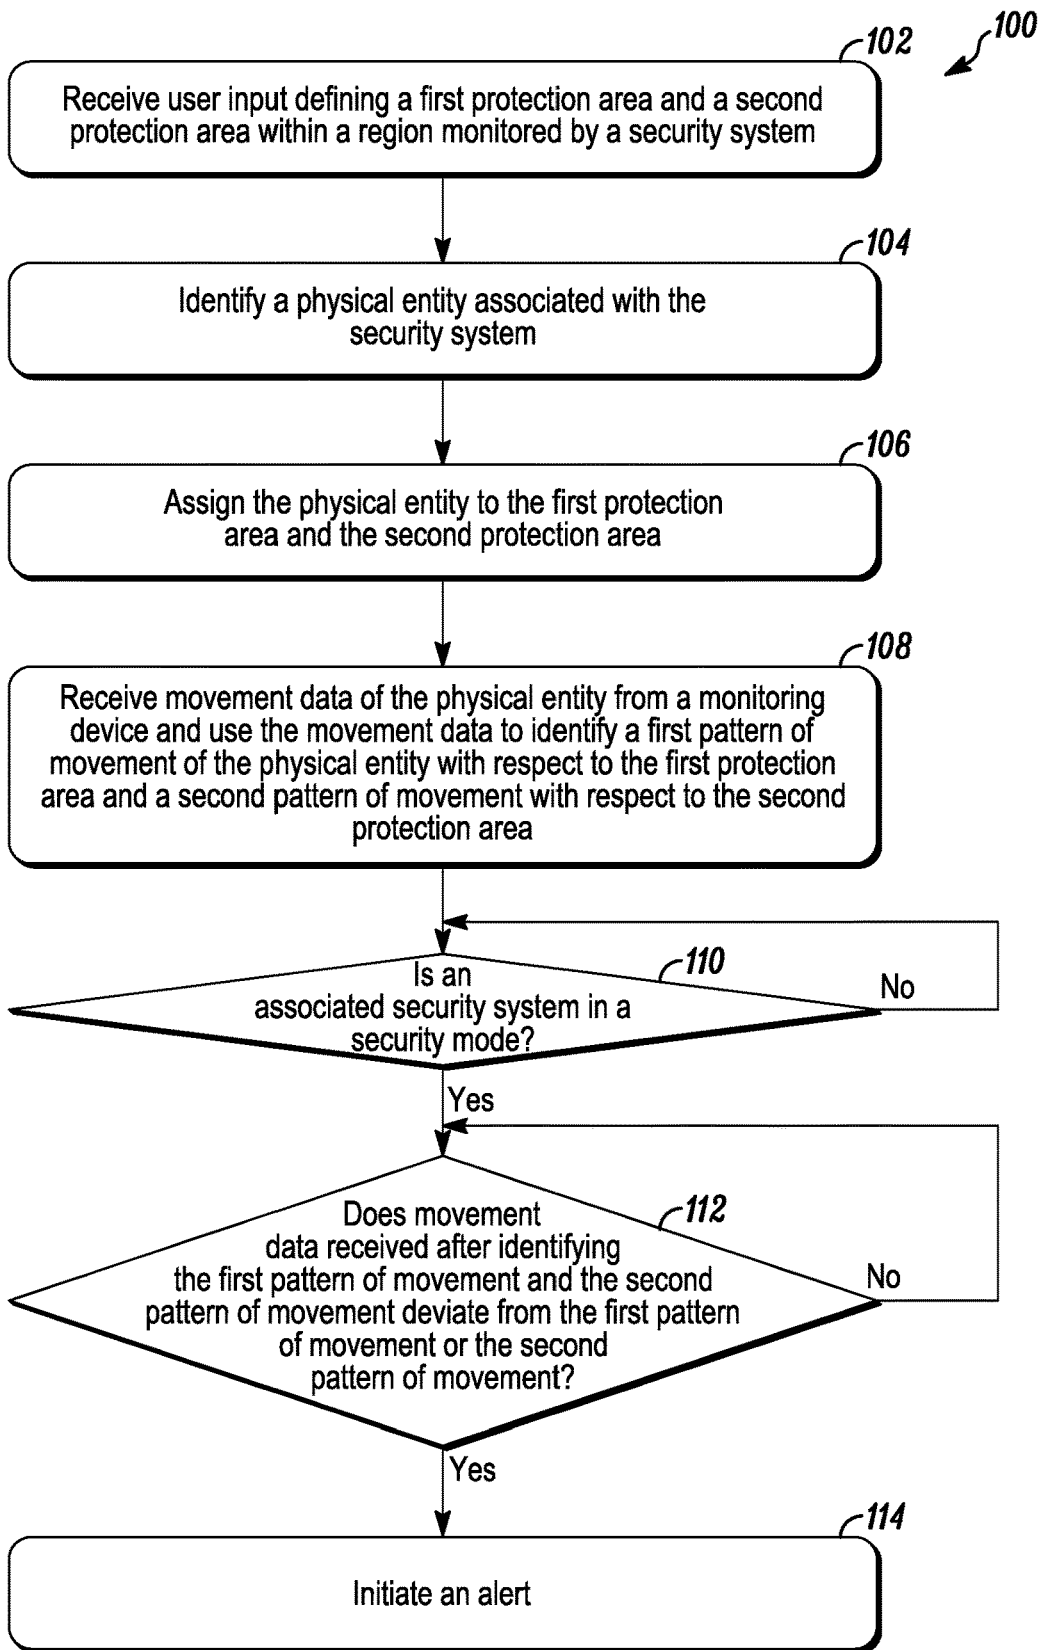 100
102
Receive user input defining a first protection area and a second
protection area within a region monitored by a security system
104
Identify a physical entity associated with the
security system
106
Assign the physical entity to the first protection
area and the second protection area
108
Receive movement data of the physical entity from a monitoring
device and use the movement data to identify a first pattern of
movement of the physical entity with respect to the first protection
area and a second pattern of movement with respect to the second
protection area
110
Is an
associated security system in a
security mode?
No
Yes
112
Does movement
data received after identifying
the first pattern of movement and the second
pattern of movement deviate from the first pattern
of movement or the second
pattern of movement?
No
Yes
114
Initiate an alert